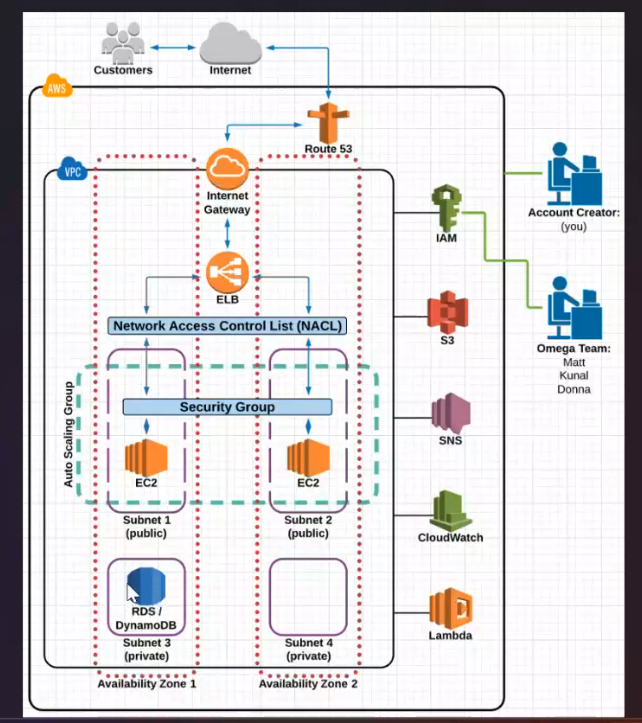 Customers
Internet
AWS
Route 53
VPC
Internet
Gateway
Account Creator:
(you)
IAM
ELB
Network Access Control List (NACL)
S3
Omega Team:
Matt
Kunal
Donna
Auto Scaling Group
Security Group
SNS
EC2
EC2
Subnet 1
(public)
Subnet 2
(public)
CloudWatch
RDS /
DynamoDB
Lambda
Subnet 3
(private)
Subnet 4
(private)
Availability Zone 1
Availability Zone 2